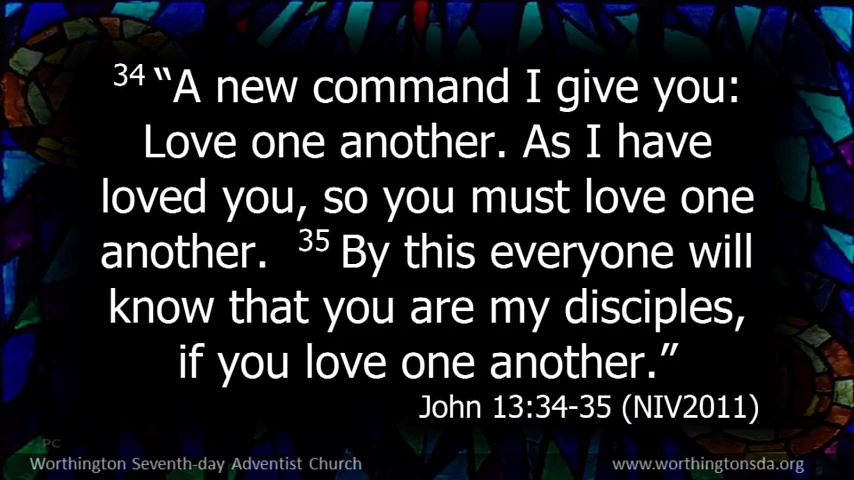 34 “A new command I give you:
Love one another. As I have
loved you, so you must love one
another. 35 By this everyone will
know that you are my disciples,
if you love one another.”
John 13:34-35 (NIV2011)
PC
Worthington Seventh-day Adventist Church
www.worthingtonsda.org